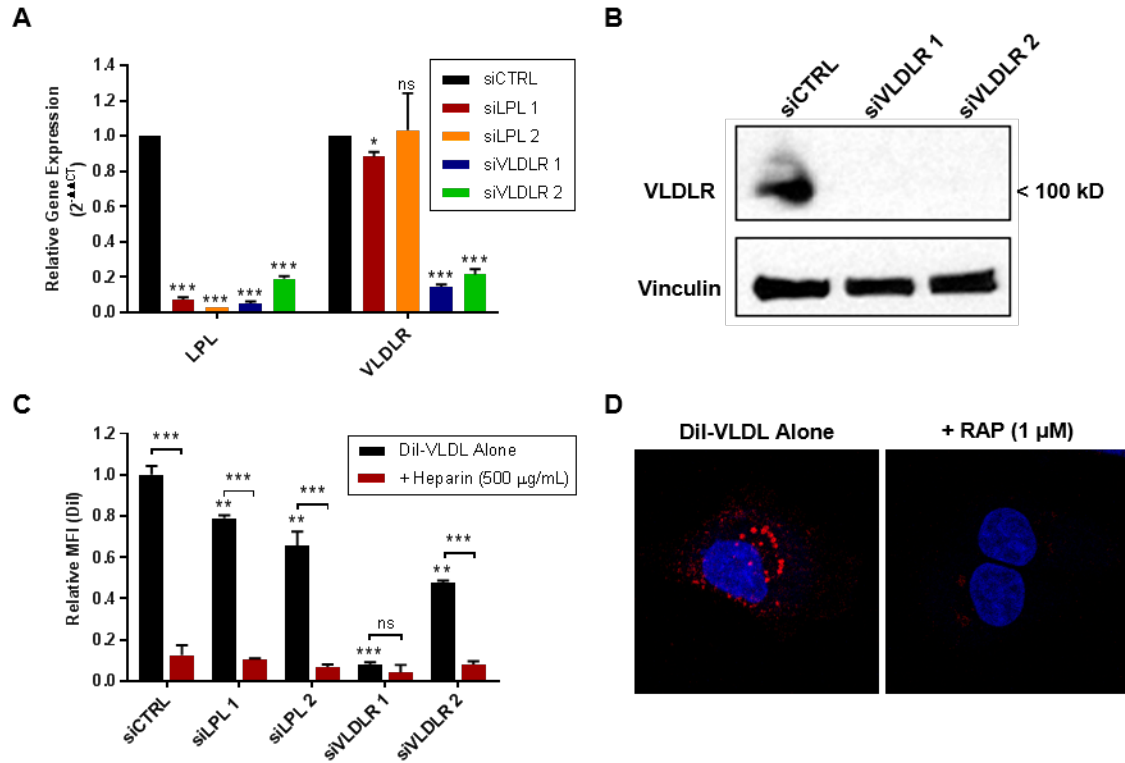 A
Relative Gene Expression
(2^-▲▲CT)
1.4
1.2
1.0
0.8
0.6
0.4
0.2
0.0
***
***
***
***
*
ns
***
***
LPL
VLDLR
siCTRL
siLPL 1
siLPL 2
siVLDLR 1
siVLDLR 2
B
siCTRL
siVLDLR 1
siVLDLR 2
VLDLR
< 100 kD
Vinculin
C
Relative MFI (DiI)
1.2
1.0
0.8
0.6
0.4
0.2
0.0
***
**
***
**
***
***
ns
**
***
siCTRL
siLPL 1
siLPL 2
siVLDLR 1
siVLDLR 2
DiI-VLDL Alone
+ Heparin (500 μg/mL)
D
DiI-VLDL Alone
+ RAP (1 μM)